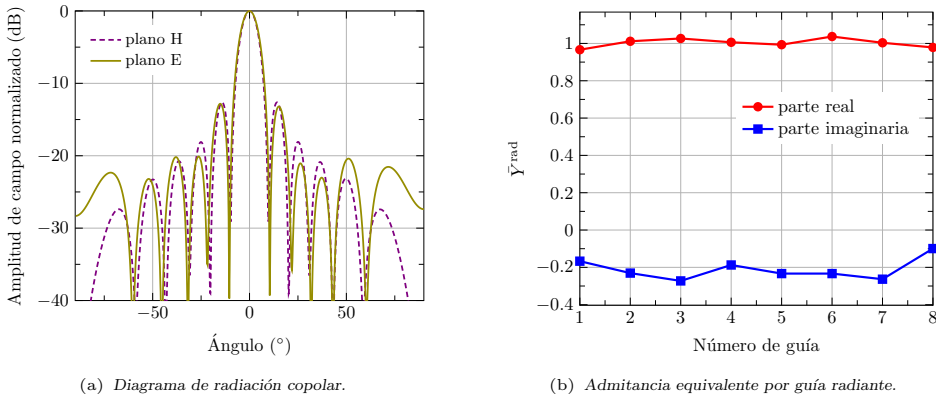 Amplitud de campo normalizado (dB)
0
−10
−20
−30
−40
−50
0
50
plano H
plano E
Ángulo (°)
(a) Diagrama de radiación copolar.
Ȳ^rad
1
0.8
0.6
0.4
0.2
0
−0.2
−0.4
1 2 3 4 5 6 7 8
parte real
parte imaginaria
Número de guía
(b) Admitancia equivalente por guía radiante.